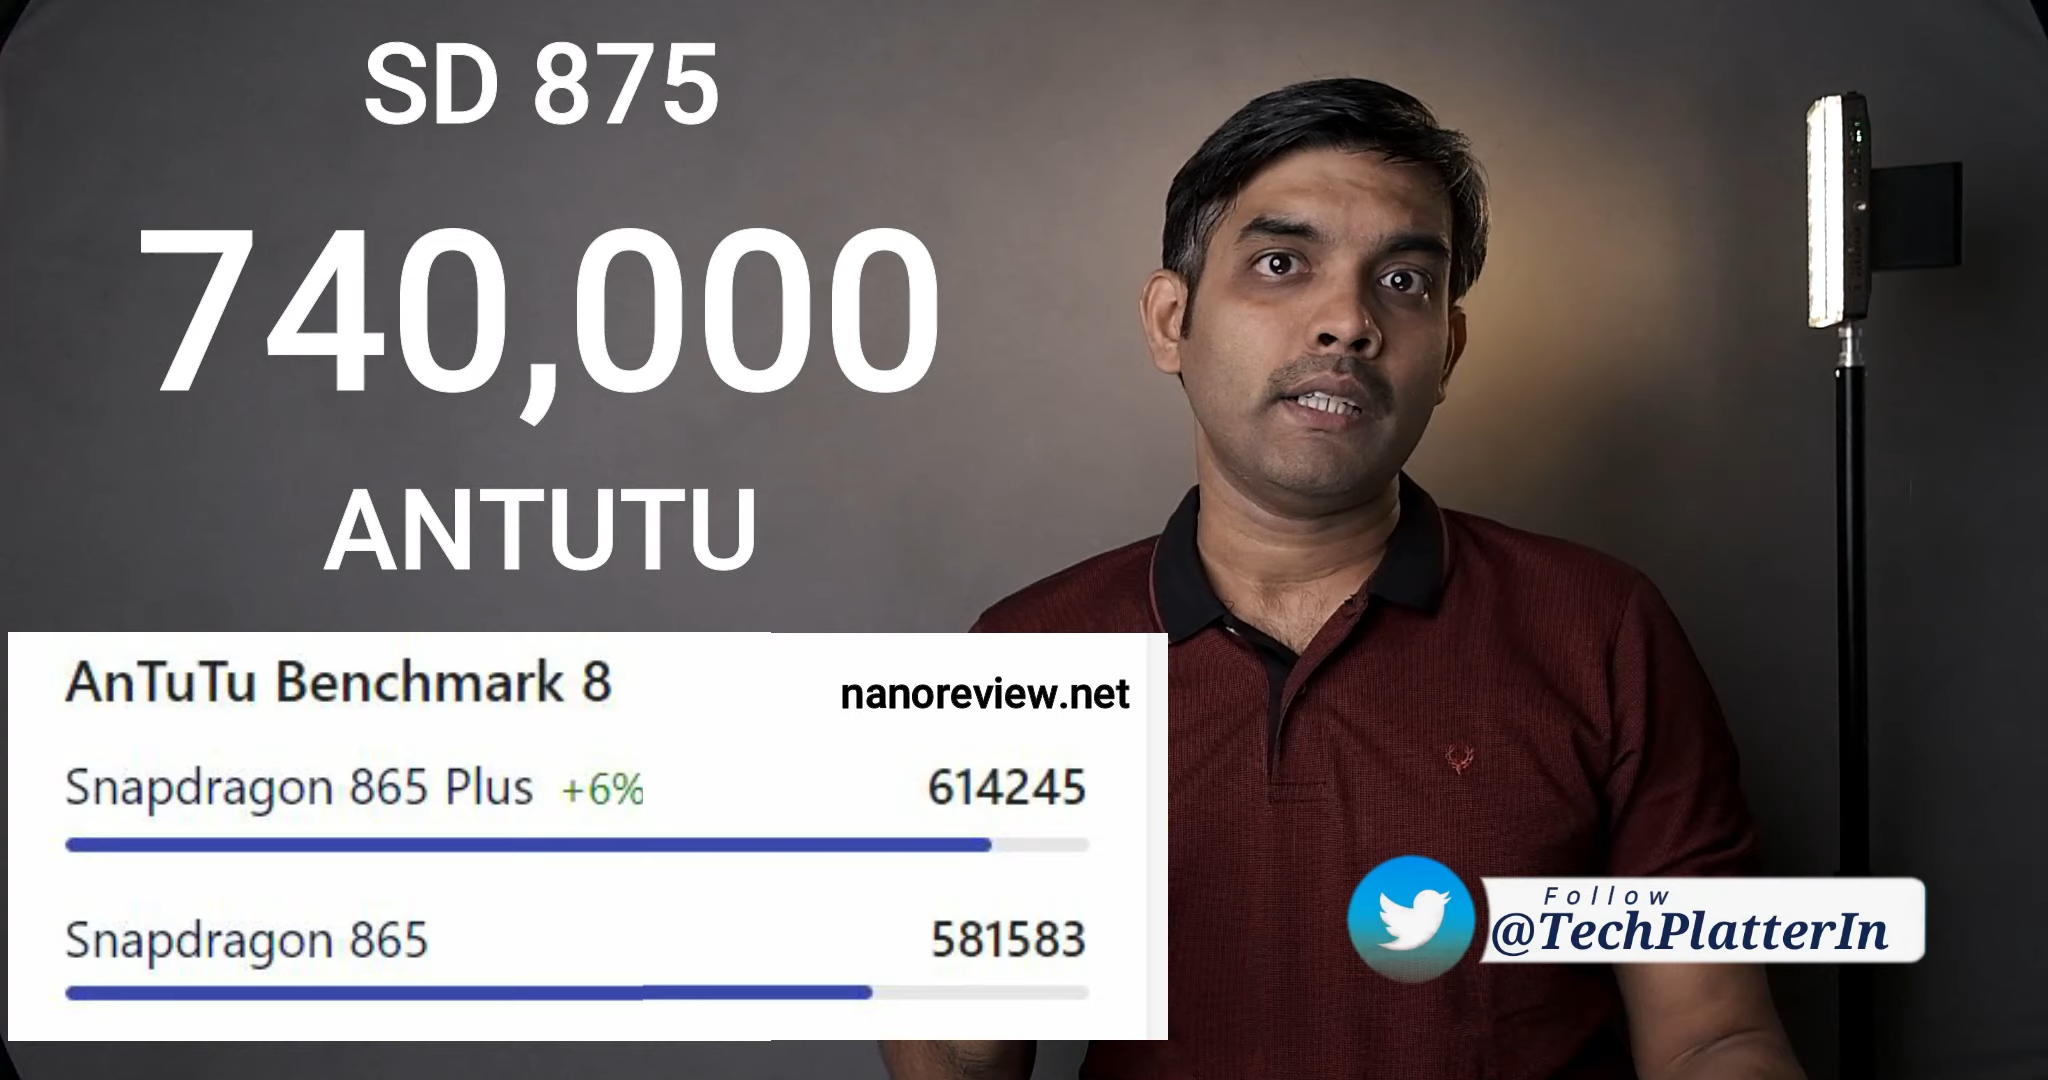 SD 875
740,000
ANTUTU
AnTuTu Benchmark 8
nanoreview.net
Snapdragon 865 Plus +6% 614245
Snapdragon 865 581583
Follow
@TechPlatterIn